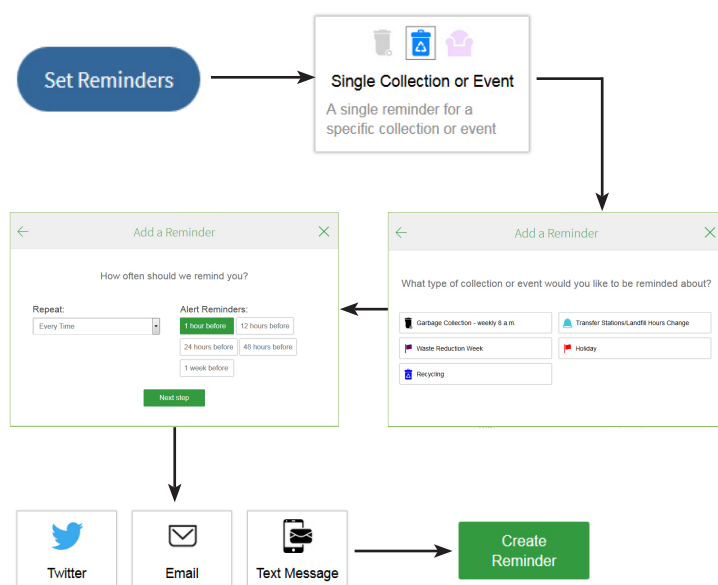 Set Reminders
Single Collection or Event
A single reminder for a
specific collection or event
Add a Reminder
What type of collection or event would you like to be reminded about?
Garbage Collection - weekly 8 a.m.
Transfer Stations/Landfill Hours Change
Waste Reduction Week
Holiday
Recycling
Add a Reminder
How often should we remind you?
Repeat:
Every Time
Alert Reminders:
1 hour before
12 hours before
24 hours before
48 hours before
1 week before
Next step
Twitter
Email
Text Message
Create
Reminder